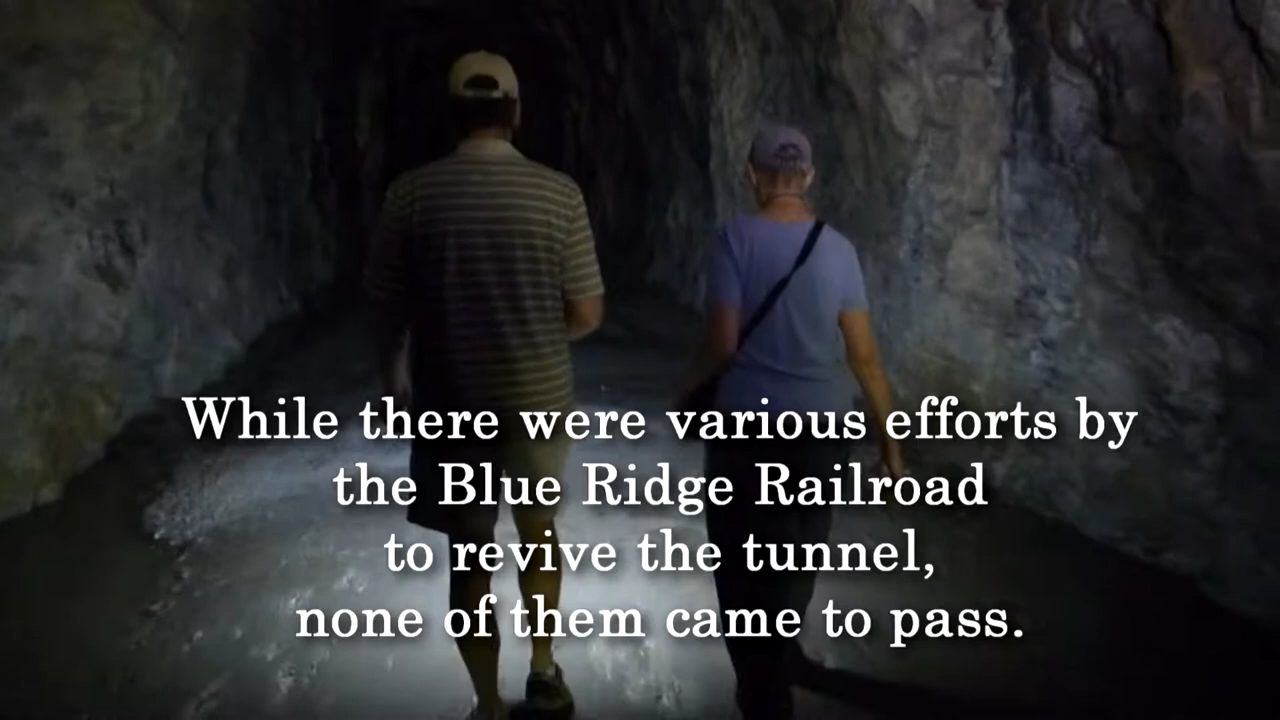 While there were various efforts by
the Blue Ridge Railroad
to revive the tunnel,
none of them came to pass.